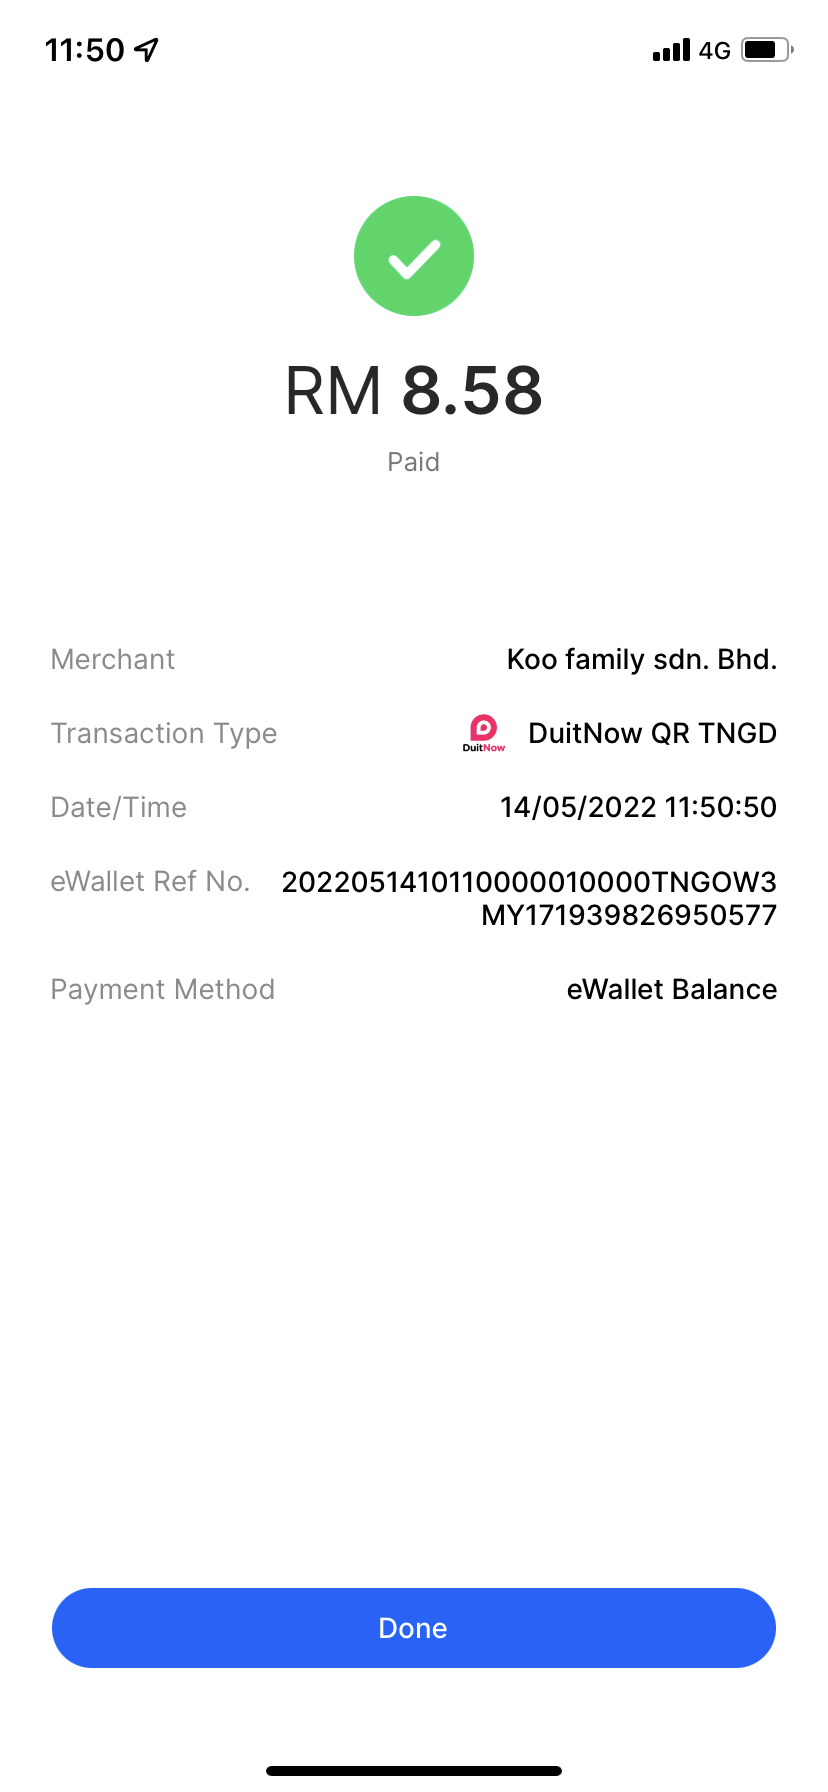 11:50 4G
RM 8.58
Paid
Merchant Koo family sdn. Bhd.
Transaction Type DuitNow DuitNow QR TNGD
Date/Time 14/05/2022 11:50:50
eWallet Ref No. 2022051410110000010000TNGOW3
MY171939826950577
Payment Method eWallet Balance
Done